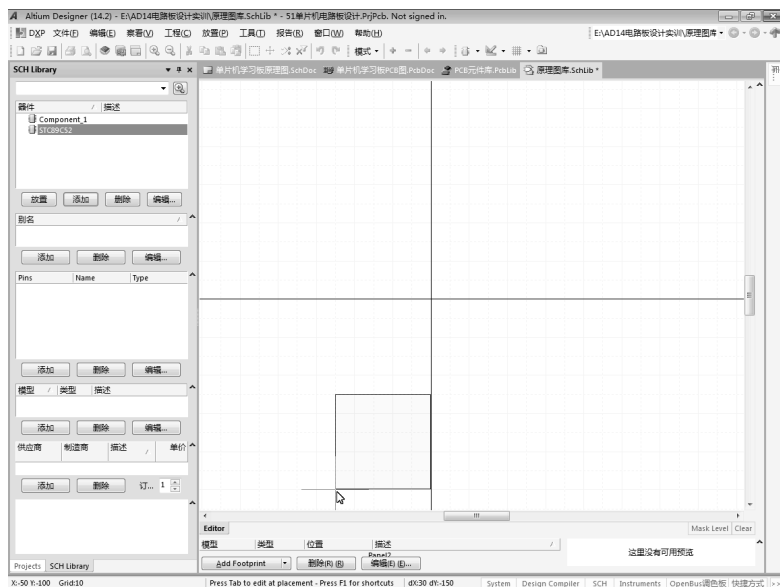 Altium Designer (14.2) - E:\AD14电路板设计实训\原理图库.SchLib * - 51单片机电路板设计.PrjPcb. Not signed in.
DXP 文件(F) 编辑(E) 察看(V) 工程(C) 放置(P) 工具(T) 报告(R) 窗口(W) 帮助(H) E:\AD14电路板设计实训\原理图库
模式
SCH Library 单片机学习板原理图.SchDoc 单片机学习板PCB图.PcbDoc PCB元件库.PcbLib 原理图库.SchLib *
器件 / 描述
Component_1
STC89C52
放置 添加 删除 编辑...
别名 /
添加 删除 编辑...
Pins Name Type
添加 删除 编辑...
模型 / 类型 描述
添加 删除 编辑...
供应商 制造商 描述 / 单价
添加 删除 订... 1
Editor Mask Level Clear
模型 类型 位置 描述 /
Panel2
这里没有可用预览
Add Footprint 删除(R) (R) 编辑(E) (E)...
Projects SCH Library
X:-50 Y:-100 Grid:10 Press Tab to edit at placement - Press F1 for shortcuts dX:30 dY:-150 System Design Compiler SCH Instruments OpenBus调色板 快捷方式 >>